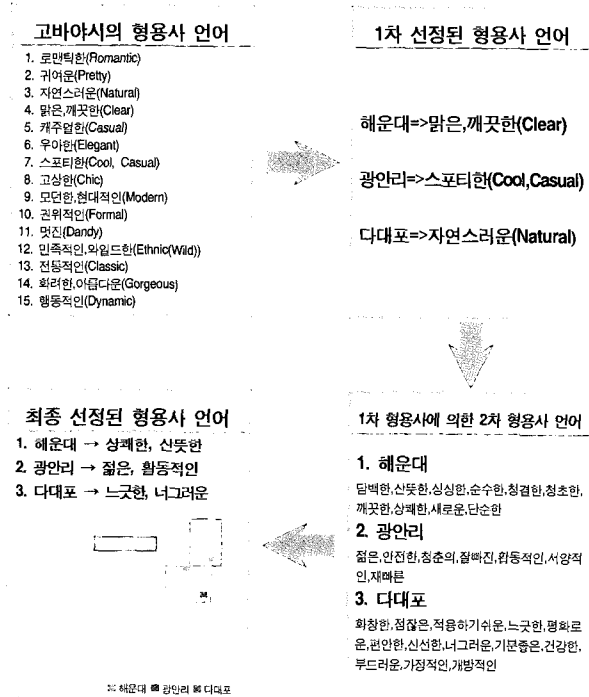 고바야시의 형용사 언어
1. 로맨틱한(Romantic)
2. 귀여운(Pretty)
3. 자연스러운(Natural)
4. 맑은,깨끗한(Clear)
5. 캐주얼한(Casual)
6. 우아한(Elegant)
7. 스포티한(Cool, Casual)
8. 고상한(Chic)
9. 모던한,현대적인(Modern)
10. 권위적인(Formal)
11. 멋진(Dandy)
12. 민족적인,와일드한(Ethnic(Wild))
13. 전통적인(Classic)
14. 화려한,아름다운(Gorgeous)
15. 행동적인(Dynamic)
1차 선정된 형용사 언어
해운대=>맑은,깨끗한(Clear)
광안리=>스포티한(Cool,Casual)
다대포=>자연스러운(Natural)
1차 형용사에 의한 2차 형용사 언어
1. 해운대
담백한,산뜻한,싱싱한,순수한,청결한,청초한,
깨끗한,상쾌한,새로운,단순한
2. 광안리
젊은,안전한,청춘의,잘빠진,활동적인,서양적
인,재빠른
3. 다대포
화창한,점잖은,적응하기쉬운,느긋한,평화로
운,편안한,신선한,너그러운,기분좋은,건강한,
부드러운,가정적인,개방적인
최종 선정된 형용사 언어
1. 해운대 → 상쾌한, 산뜻한
2. 광안리 → 젊은, 활동적인
3. 다대포 → 느긋한, 너그러운
해운대 광안리 다대포